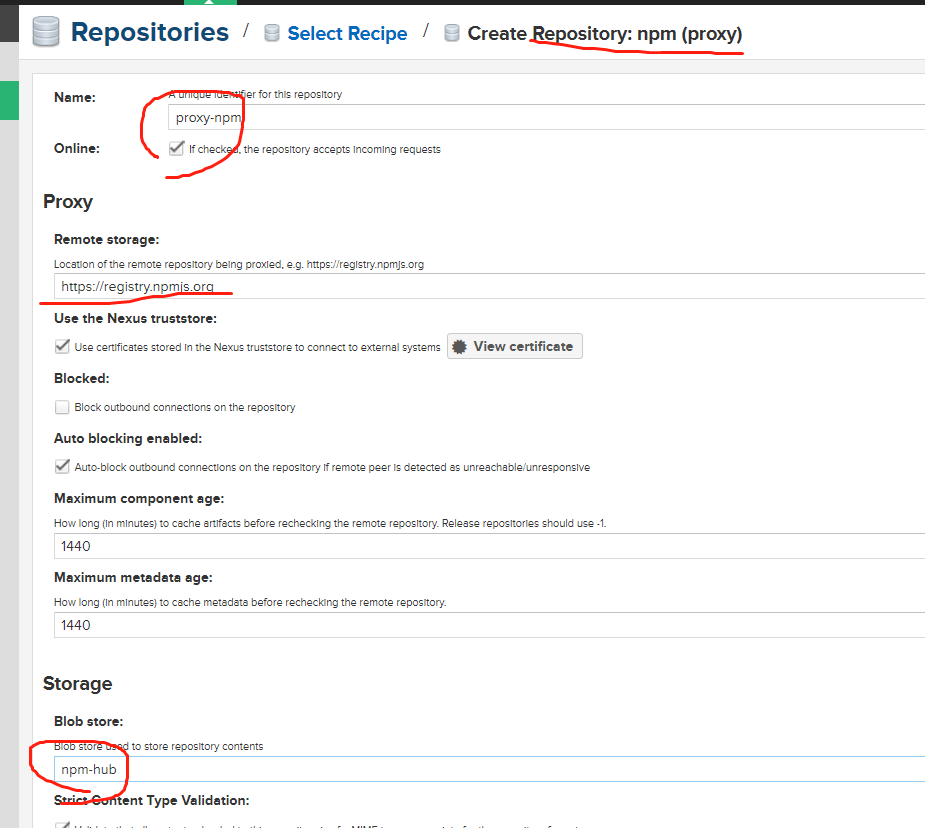 Repositories / Select Recipe / Create Repository: npm (proxy)
Name:
A unique identifier for this repository
proxy-npm
Online:
If checked, the repository accepts incoming requests
Proxy
Remote storage:
Location of the remote repository being proxied, e.g. https://registry.npmjs.org
https://registry.npmjs.org
Use the Nexus truststore:
Use certificates stored in the Nexus truststore to connect to external systems
View certificate
Blocked:
Block outbound connections on the repository
Auto blocking enabled:
Auto-block outbound connections on the repository if remote peer is detected as unreachable/unresponsive
Maximum component age:
How long (in minutes) to cache artifacts before rechecking the remote repository. Release repositories should use -1.
1440
Maximum metadata age:
How long (in minutes) to cache metadata before rechecking the remote repository.
1440
Storage
Blob store:
Blob store used to store repository contents
npm-hub
Strict Content Type Validation: